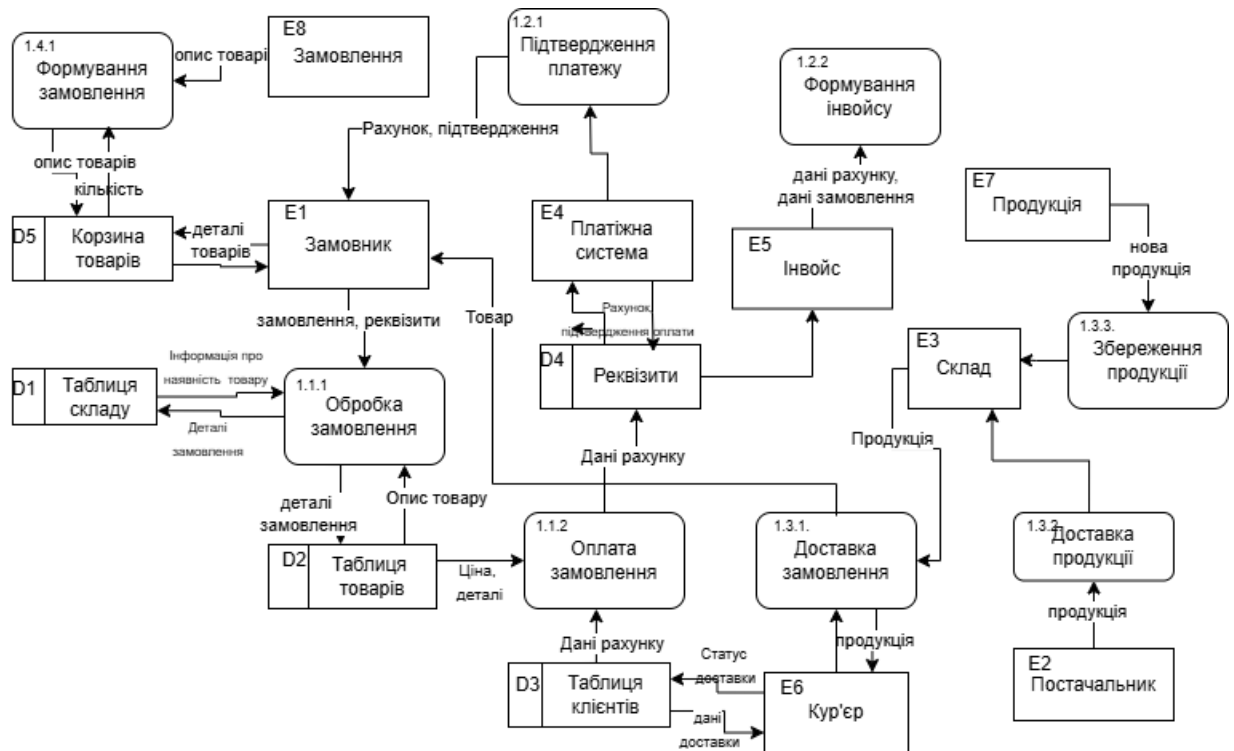 1.4.1
Формування
замовлення
опис товарі
E8
Замовлення
1.2.1
Підтвердження
платежу
1.2.2
Формування
інвойсу
Рахунок, підтвердження
опис товарів
кількість
дані рахунку,
дані замовлення
E7
Продукція
D5
Корзина
товарів
деталі
товарів
E1
Замовник
E4
Платіжна
система
E5
Інвойс
нова
продукція
замовлення, реквізити
Товар
Рахунок,
підтвердження оплати
1.3.3.
Збереження
продукції
E3
Склад
D4
Реквізити
Інформація про
наявність товару
D1
Таблиця
складу
1.1.1
Обробка
замовлення
Деталі
замовлення
Дані рахунку
Продукція
деталі
замовлення
Опис товару
1.1.2
Оплата
замовлення
1.3.1.
Доставка
замовлення
1.3.2
Доставка
продукції
D2
Таблиця
товарів
Ціна,
деталі
продукція
Дані рахунку
Статус
доставки
продукція
D3
Таблиця
клієнтів
дані
доставки
E6
Кур'єр
E2
Постачальник